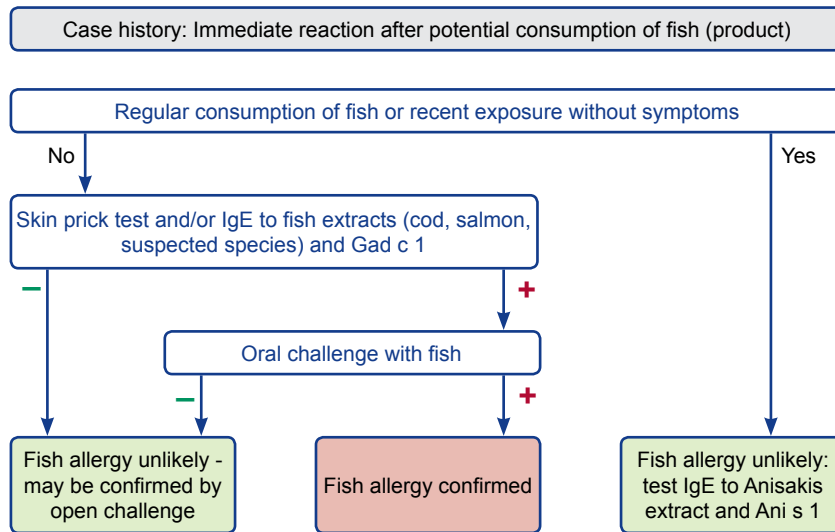 Case history: Immediate reaction after potential consumption of fish (product)
Regular consumption of fish or recent exposure without symptoms
No
Yes
Skin prick test and/or IgE to fish extracts (cod, salmon,
suspected species) and Gad c 1
–
+
Oral challenge with fish
–
+
Fish allergy unlikely -
may be confirmed by
open challenge
Fish allergy confirmed
Fish allergy unlikely:
test IgE to Anisakis
extract and Ani s 1